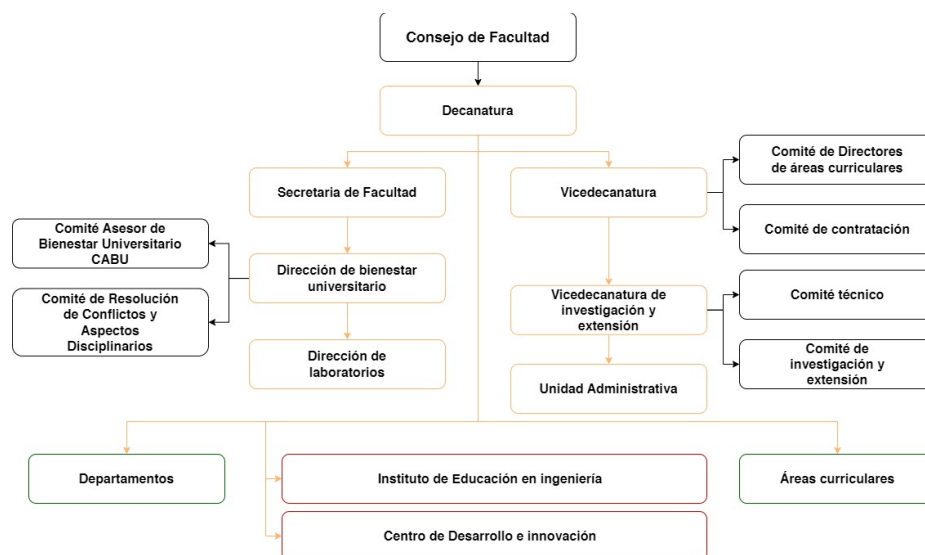 Consejo de Facultad
Decanatura
Secretaria de Facultad
Vicedecanatura
Comité de Directores
de áreas curriculares
Comité de contratación
Comité Asesor de
Bienestar Universitario
CABU
Dirección de bienestar
universitario
Comité de Resolución
de Conflictos y
Aspectos
Disciplinarios
Vicedecanatura de
investigación y
extensión
Comité técnico
Comité de
investigación y
extensión
Dirección de
laboratorios
Unidad Administrativa
Departamentos
Instituto de Educación en ingeniería
Áreas curriculares
Centro de Desarrollo e innovación